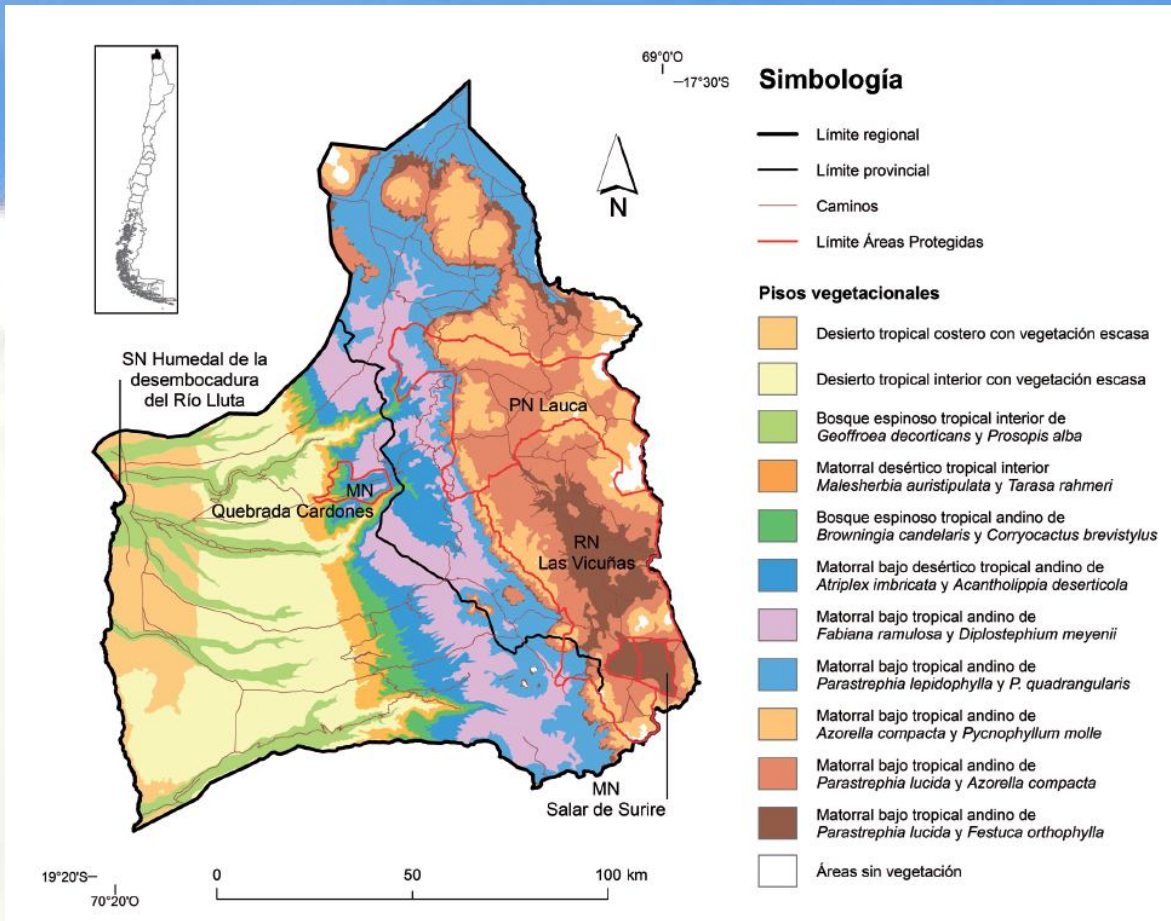 69°0'O
17°30'S
N
SN Humedal de la
desembocadura
del Río Lluta
PN Lauca
MN
Quebrada Cardones
RN
Las Vicuñas
MN
Salar de Surire
19°20'S
70°20'O
0 50 100 km
Simbología
Límite regional
Límite provincial
Caminos
Límite Áreas Protegidas
Pisos vegetacionales
Desierto tropical costero con vegetación escasa
Desierto tropical interior con vegetación escasa
Bosque espinoso tropical interior de
Geoffroea decorticans y Prosopis alba
Matorral desértico tropical interior
Malesherbia auristipulata y Tarasa rahmeri
Bosque espinoso tropical andino de
Browningia candelaris y Corryocactus brevistylus
Matorral bajo desértico tropical andino de
Atriplex imbricata y Acantholippia deserticola
Matorral bajo tropical andino de
Fabiana ramulosa y Diplostephium meyenii
Matorral bajo tropical andino de
Parastrephia lepidophylla y P. quadrangularis
Matorral bajo tropical andino de
Azorella compacta y Pycnophyllum molle
Matorral bajo tropical andino de
Parastrephia lucida y Azorella compacta
Matorral bajo tropical andino de
Parastrephia lucida y Festuca orthophylla
Áreas sin vegetación